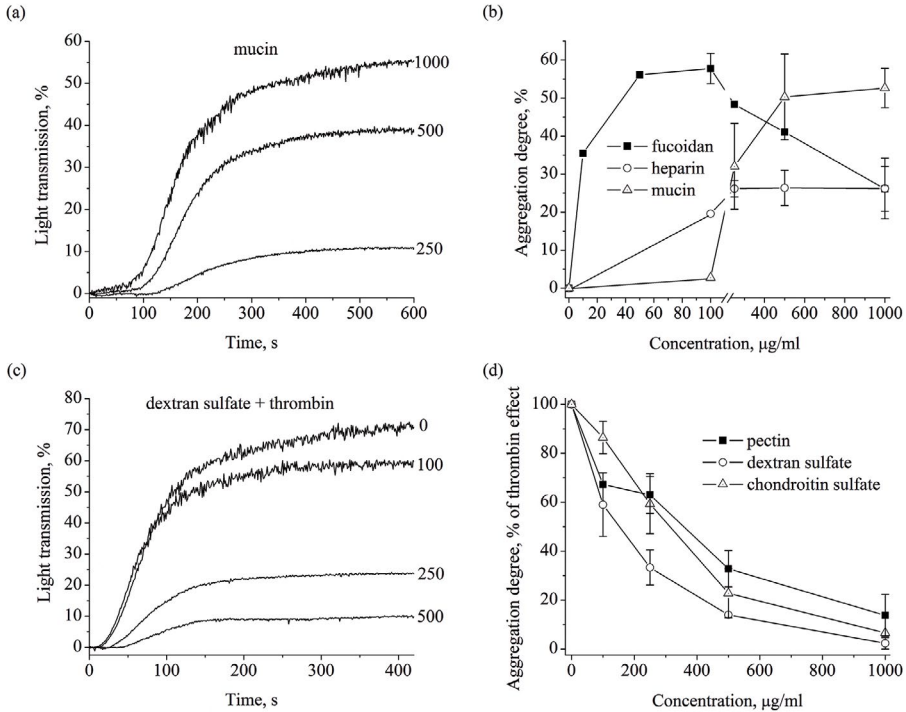 (a)
mucin
Light transmission, %
60
50
40
30
20
10
0
1000
500
250
0 100 200 300 400 500 600
Time, s
(b)
Aggregation degree, %
60
50
40
30
20
10
0
fucoidan
heparin
mucin
0 20 40 60 80 100 400 600 800 1000
Concentration, μg/ml
(c)
dextran sulfate + thrombin
Light transmission, %
80
70
60
50
40
30
20
10
0
0
100
250
500
0 100 200 300 400
Time, s
(d)
Aggregation degree, % of thrombin effect
100
80
60
40
20
0
pectin
dextran sulfate
chondroitin sulfate
0 200 400 600 800 1000
Concentration, μg/ml